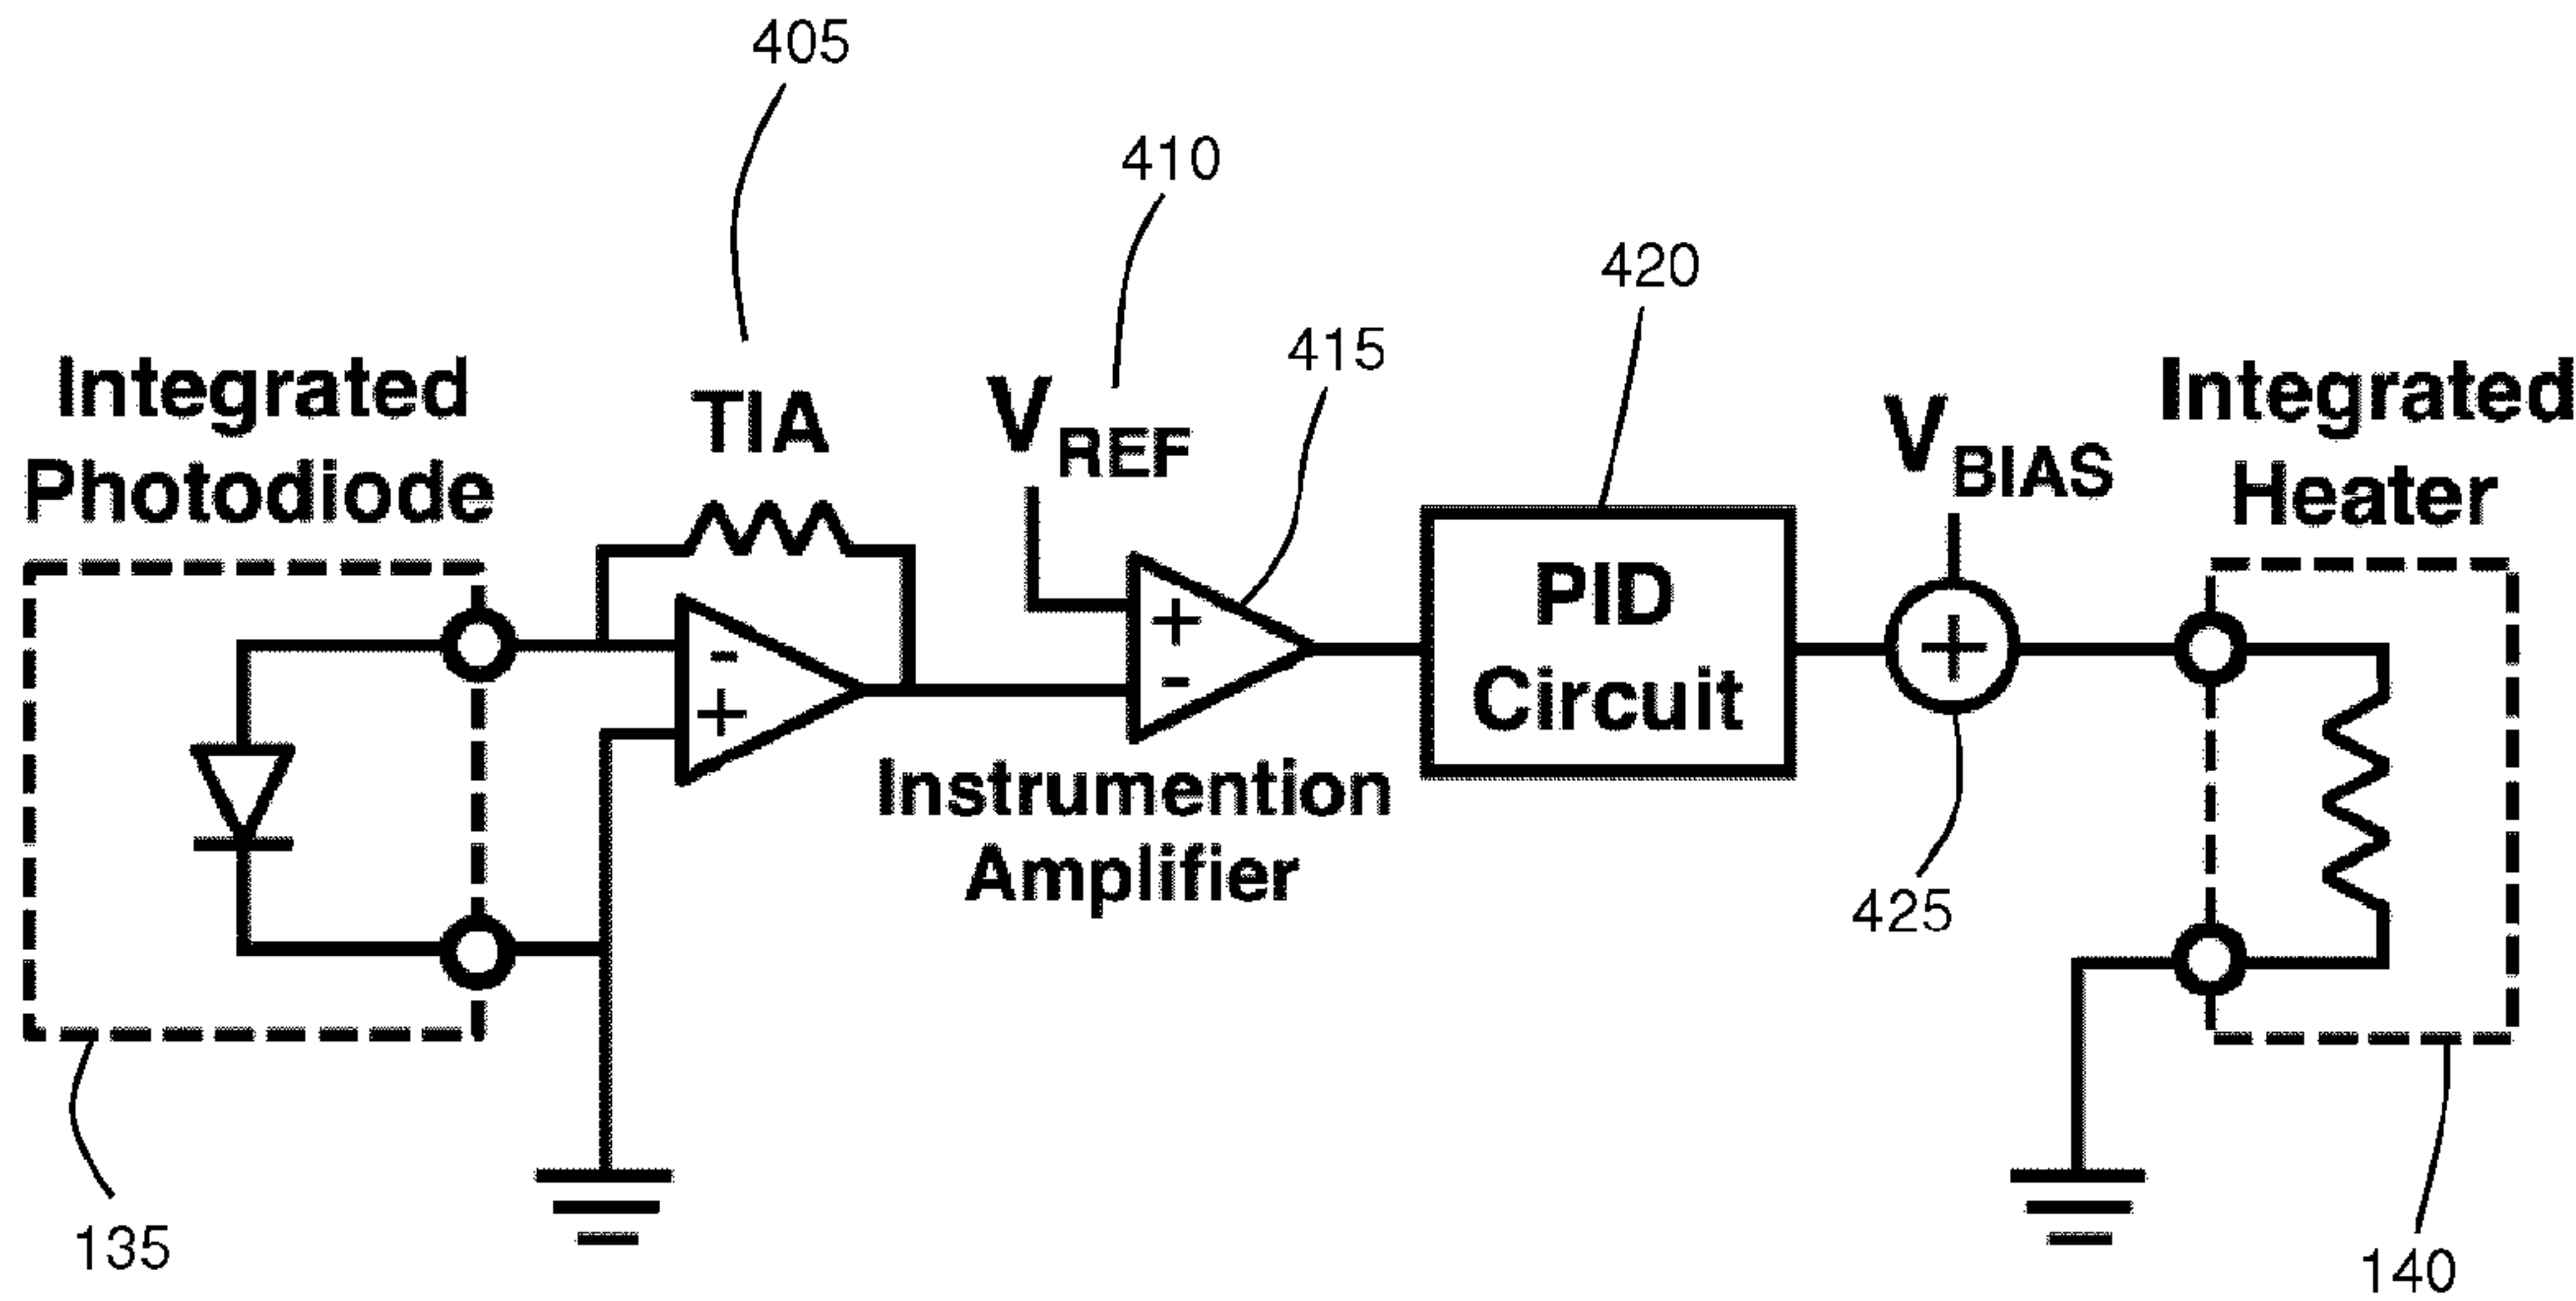 405
410
420
415
Integrated
Photodiode
TIA
VREF
VBIAS
Integrated
Heater
-
+
+
-
PID
Circuit
+
Instrumention
Amplifier
425
135
140